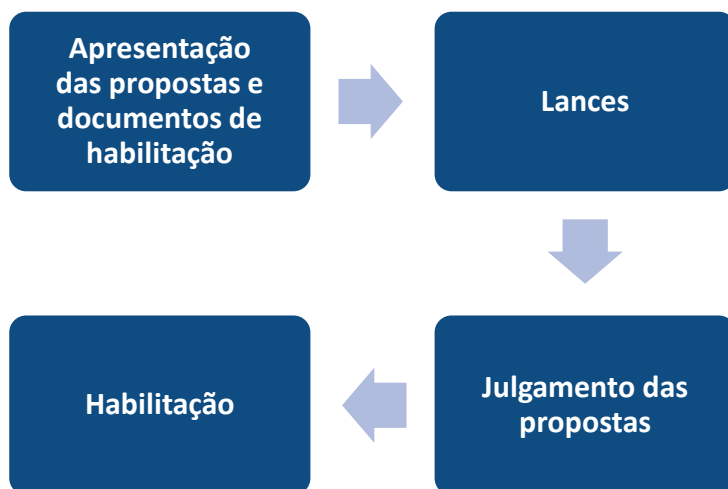 Apresentação
das propostas e
documentos de
habilitação
Lances
Julgamento das
propostas
Habilitação